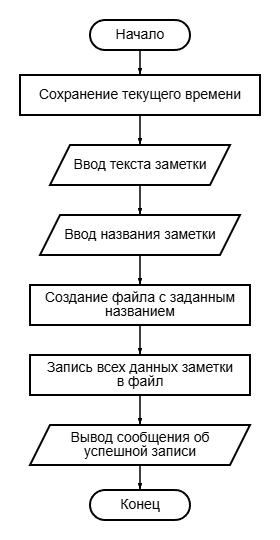 Начало
Сохранение текущего времени
Ввод текста заметки
Ввод названия заметки
Создание файла с заданным
названием
Запись всех данных заметки
в файл
Вывод сообщения об
успешной записи
Конец